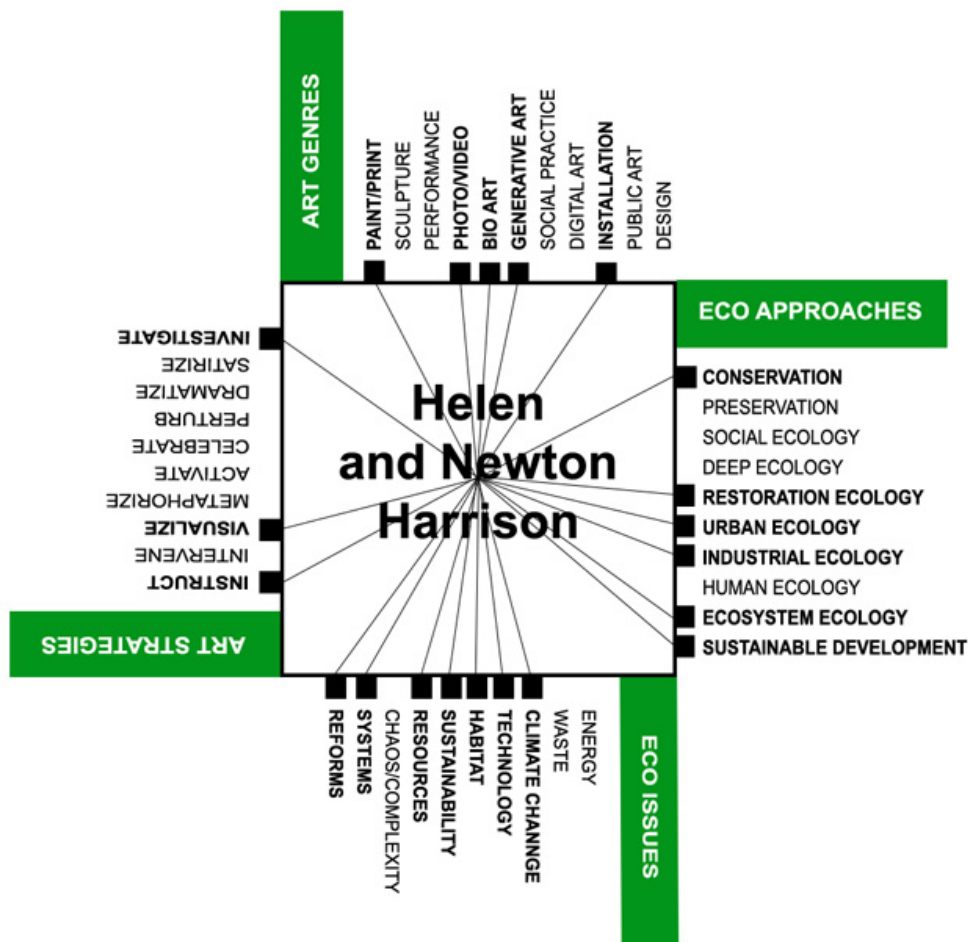 ART GENRES
PAINT/PRINT
SCULPTURE
PERFORMANCE
PHOTO/VIDEO
BIO ART
GENERATIVE ART
SOCIAL PRACTICE
DIGITAL ART
INSTALLATION
PUBLIC ART
DESIGN
ECO APPROACHES
CONSERVATION
PRESERVATION
SOCIAL ECOLOGY
DEEP ECOLOGY
RESTORATION ECOLOGY
URBAN ECOLOGY
INDUSTRIAL ECOLOGY
HUMAN ECOLOGY
ECOSYSTEM ECOLOGY
SUSTAINABLE DEVELOPMENT
Helen
and Newton
Harrison
ECO ISSUES
ENERGY
WASTE
CLIMATE CHANNGE
TECHNOLOGY
HABITAT
SUSTAINABILITY
RESOURCES
CHAOS/COMPLEXITY
SYSTEMS
REFORMS
ART STRATEGIES
INSTRUCT
INTERVENE
VISUALIZE
METAPHORIZE
ACTIVATE
CELEBRATE
PERTURB
DRAMATIZE
SATIRIZE
INVESTIGATE